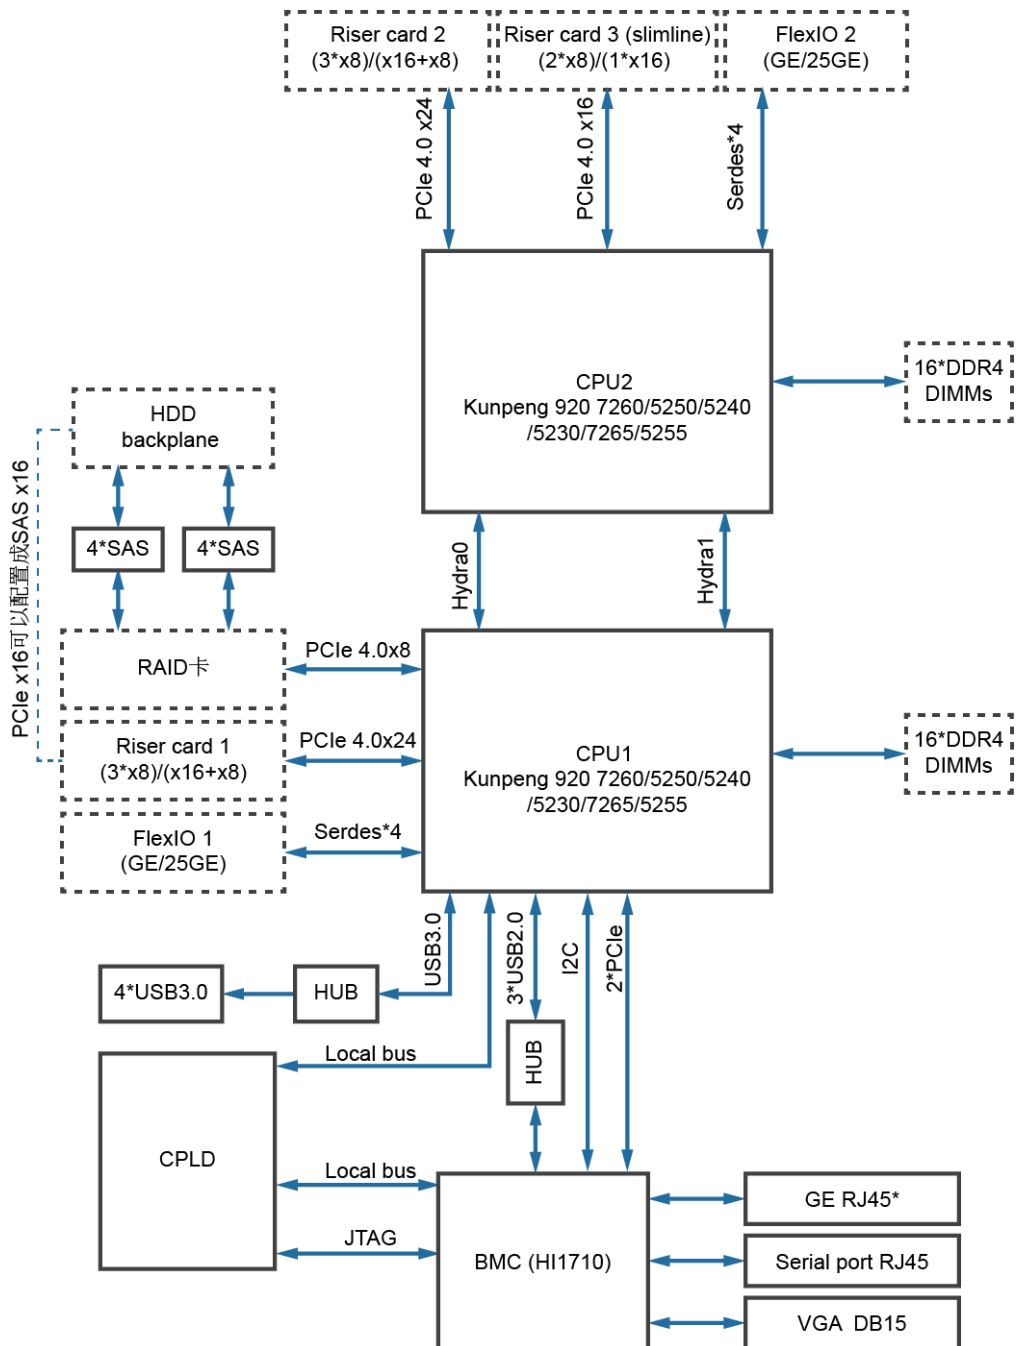 Riser card 2
(3*x8)/(x16+x8)
Riser card 3 (slimline)
(2*x8)/(1*x16)
FlexIO 2
(GE/25GE)
PCIe 4.0 x24
PCIe 4.0 x16
Serdes*4
CPU2
Kunpeng 920 7260/5250/5240
/5230/7265/5255
16*DDR4
DIMMs
HDD
backplane
4*SAS
4*SAS
PCIe x16可以配置成SAS x16
Hydra0
Hydra1
RAID卡
PCIe 4.0x8
Riser card 1
(3*x8)/(x16+x8)
PCIe 4.0x24
FlexIO 1
(GE/25GE)
Serdes*4
CPU1
Kunpeng 920 7260/5250/5240
/5230/7265/5255
16*DDR4
DIMMs
USB3.0
3*USB2.0
I2C
2*PCIe
4*USB3.0
HUB
HUB
Local bus
CPLD
Local bus
JTAG
BMC (HI1710)
GE RJ45*
Serial port RJ45
VGA DB15